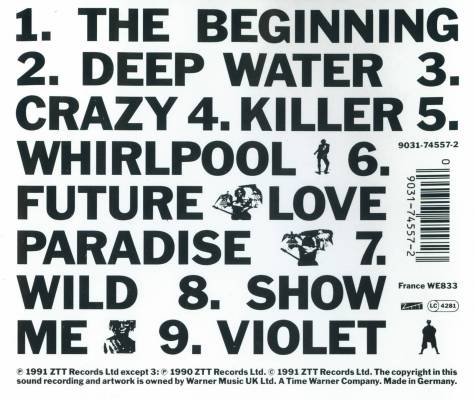 1. THE BEGINNING
2. DEEP WATER 3.
CRAZY 4. KILLER 5.
WHIRLPOOL 6.
FUTURE LOVE
PARADISE 7.
WILD 8. SHOW
ME 9. VIOLET
9031-74557-2
0
9031-74557-2
France WE833
LC 4281
℗ 1991 ZTT Records Ltd except 3: ℗ 1990 ZTT Records Ltd. © 1991 ZTT Records Ltd. The copyright in this
sound recording and artwork is owned by Warner Music UK Ltd. A Time Warner Company. Made in Germany.